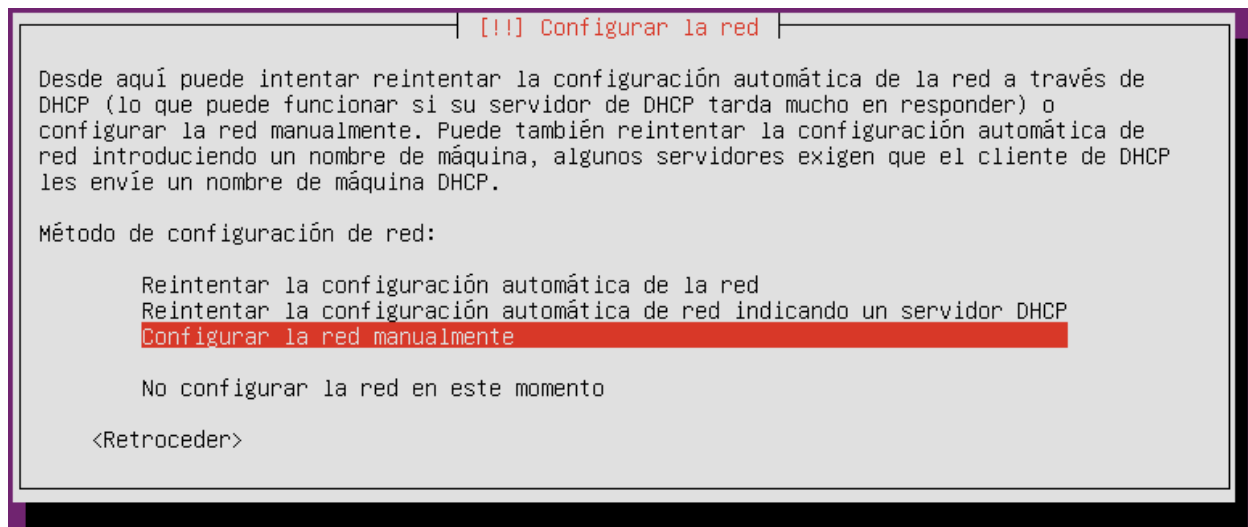 [!!] Configurar la red
Desde aquí puede intentar reintentar la configuración automática de la red a través de
DHCP (lo que puede funcionar si su servidor de DHCP tarda mucho en responder) o
configurar la red manualmente. Puede también reintentar la configuración automática de
red introduciendo un nombre de máquina, algunos servidores exigen que el cliente de DHCP
les envíe un nombre de máquina DHCP.
Método de configuración de red:
Reintentar la configuración automática de la red
Reintentar la configuración automática de red indicando un servidor DHCP
Configurar la red manualmente
No configurar la red en este momento
<Retroceder>